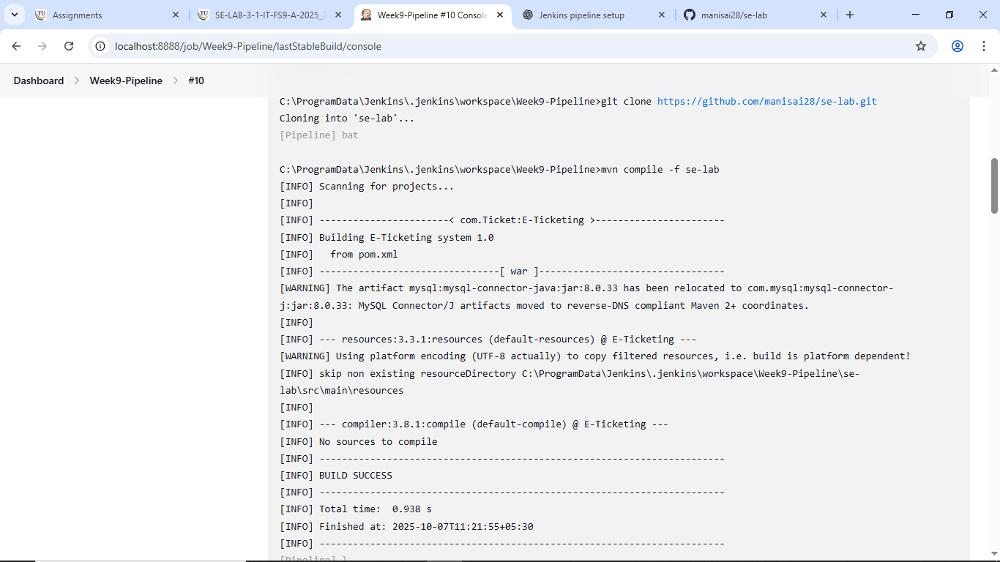 Assignments
SE-LAB-3-1-IT-FS9-A-2025_2
Week9-Pipeline #10 Console
Jenkins pipeline setup
manisai28/se-lab
localhost:8888/job/Week9-Pipeline/lastStableBuild/console
Dashboard > Week9-Pipeline > #10
C:\ProgramData\Jenkins\.jenkins\workspace\Week9-Pipeline>git clone https://github.com/manisai28/se-lab.git
Cloning into 'se-lab'...
[Pipeline] bat
C:\ProgramData\Jenkins\.jenkins\workspace\Week9-Pipeline>mvn compile -f se-lab
[INFO] Scanning for projects...
[INFO]
[INFO] -----------------------< com.Ticket:E-Ticketing >-----------------------
[INFO] Building E-Ticketing system 1.0
[INFO]   from pom.xml
[INFO] --------------------------------[ war ]---------------------------------
[WARNING] The artifact mysql:mysql-connector-java:jar:8.0.33 has been relocated to com.mysql:mysql-connector-
j:jar:8.0.33: MySQL Connector/J artifacts moved to reverse-DNS compliant Maven 2+ coordinates.
[INFO]
[INFO] --- resources:3.3.1:resources (default-resources) @ E-Ticketing ---
[WARNING] Using platform encoding (UTF-8 actually) to copy filtered resources, i.e. build is platform dependent!
[INFO] skip non existing resourceDirectory C:\ProgramData\Jenkins\.jenkins\workspace\Week9-Pipeline\se-
lab\src\main\resources
[INFO]
[INFO] --- compiler:3.8.1:compile (default-compile) @ E-Ticketing ---
[INFO] No sources to compile
[INFO] ------------------------------------------------------------------------
[INFO] BUILD SUCCESS
[INFO] ------------------------------------------------------------------------
[INFO] Total time:  0.938 s
[INFO] Finished at: 2025-10-07T11:21:55+05:30
[INFO] ------------------------------------------------------------------------
[Pipeline] }